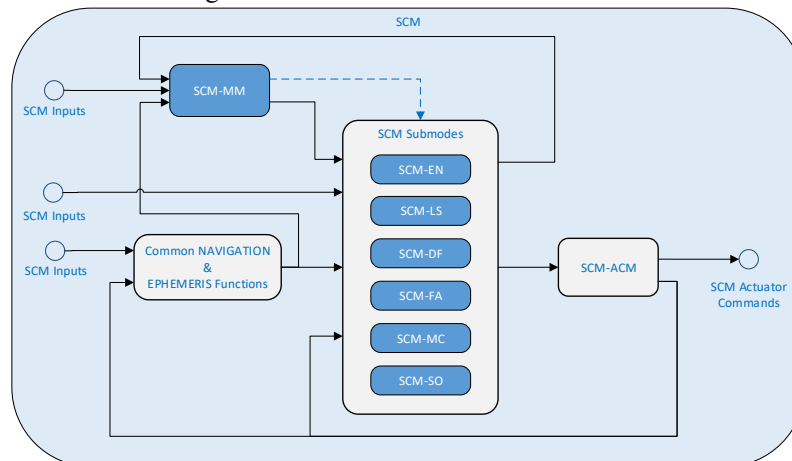 SCM
SCM-MM
SCM Inputs
SCM Submodes
SCM-EN
SCM-LS
SCM Inputs
Common NAVIGATION
&
EPHEMERIS Functions
SCM Inputs
SCM-DF
SCM-FA
SCM-MC
SCM-SO
SCM-ACM
SCM Actuator
Commands